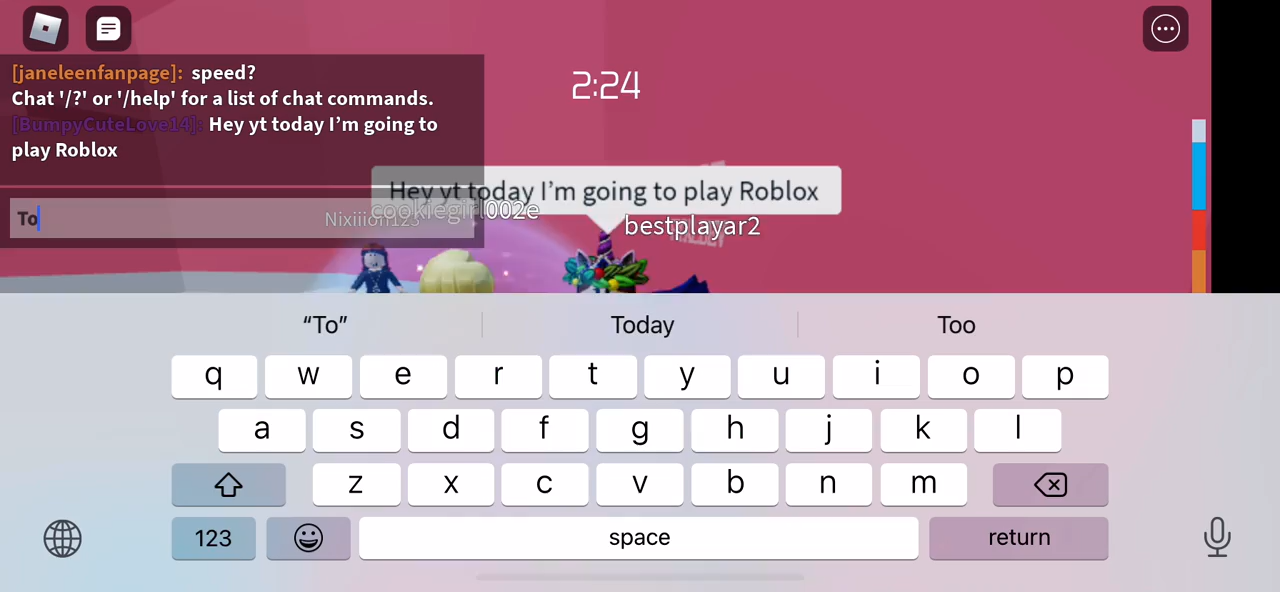 [janeleenfanpage]: speed?
Chat '/?' or '/help' for a list of chat commands.
[BumpyCuteLove14]: Hey yt today I'm going to
play Roblox
2:24
Hey yt today I'm going to play Roblox
cookiegirl002e
To
bestplayar2
“To”
Today
Too
q w e r t y u i o p
a s d f g h j k l
z x c v b n m
123
space
return